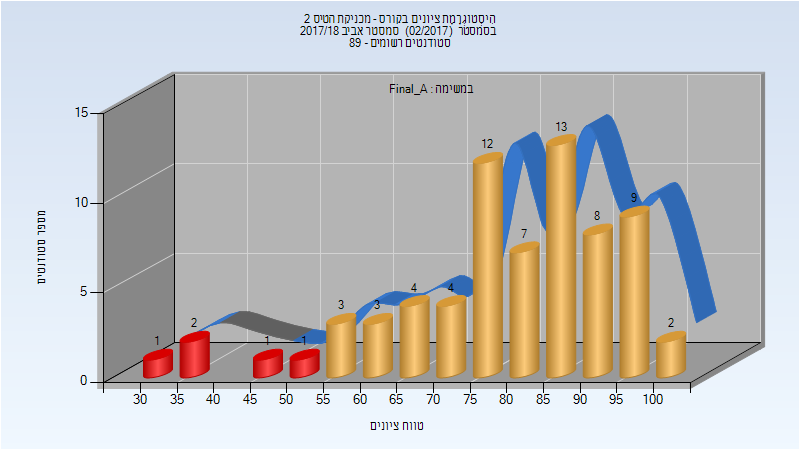 היסטוגרמת ציונים בקורס - מכניקת הטיס 2
בסמסטר (02/2017) סמסטר אביב 2017/18
סטודנטים רשומים - 89
במשימה : Final_A
מספר סטודנטים
15
10
5
0
1
2
1
1
3
3
4
4
12
7
13
8
9
2
30 35 40 45 50 55 60 65 70 75 80 85 90 95 100
טווח ציונים